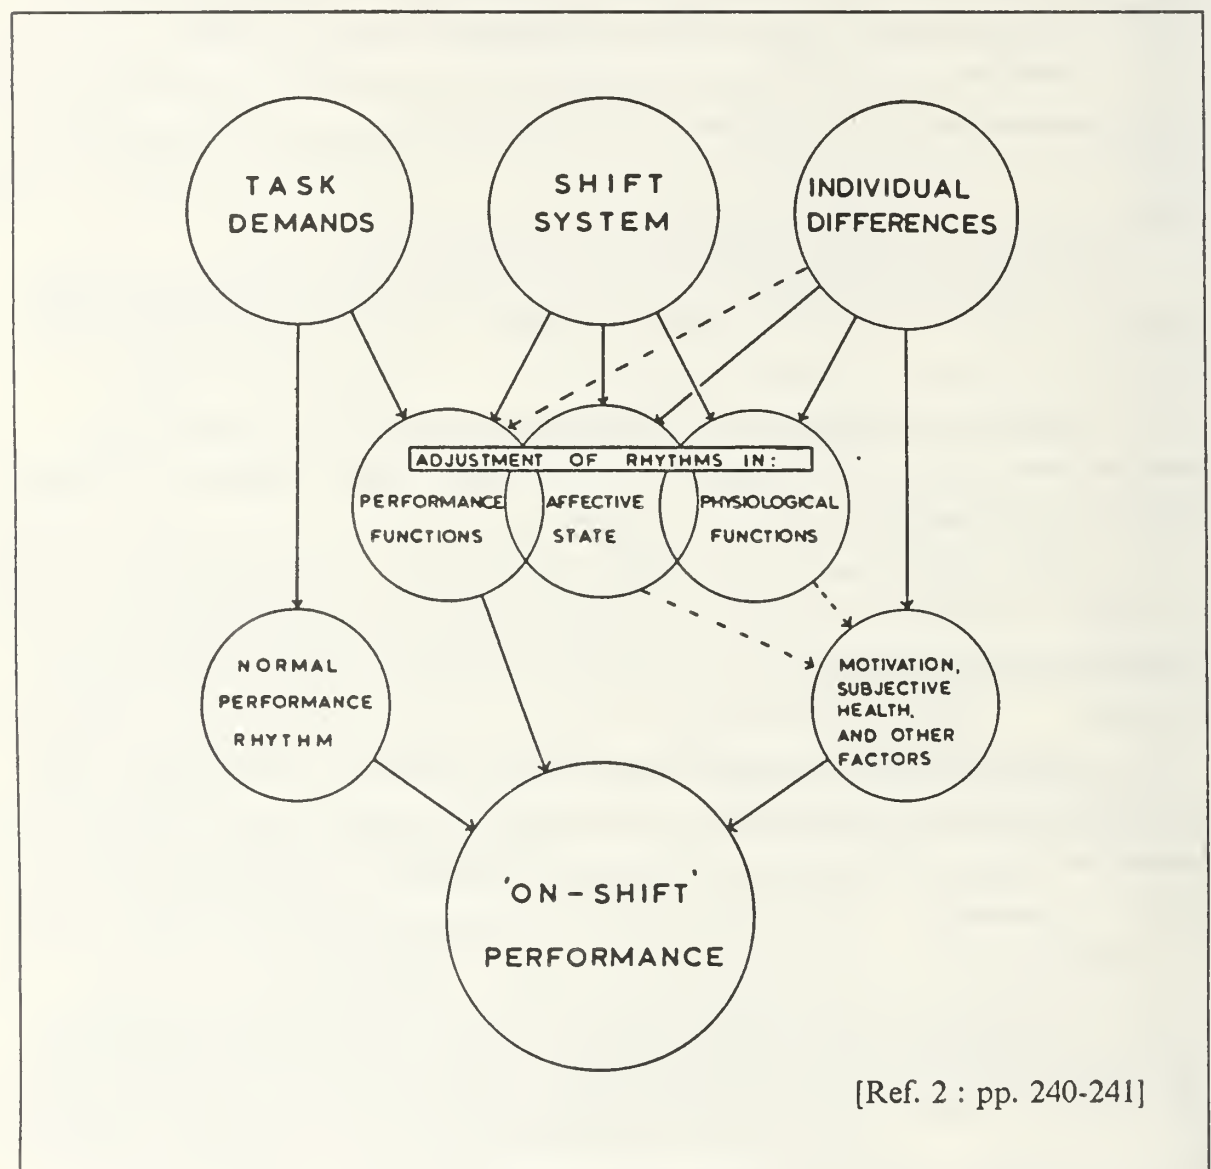 TASK
DEMANDS
SHIFT
SYSTEM
INDIVIDUAL
DIFFERENCES
ADJUSTMENT OF RHYTHMS IN:
PERFORMANCE
FUNCTIONS
AFFECTIVE
STATE
PHYSIOLOGICAL
FUNCTIONS
NORMAL
PERFORMANCE
RHYTHM
MOTIVATION,
SUBJECTIVE
HEALTH,
AND OTHER
FACTORS
'ON-SHIFT'
PERFORMANCE
[Ref. 2 : pp. 240-241]